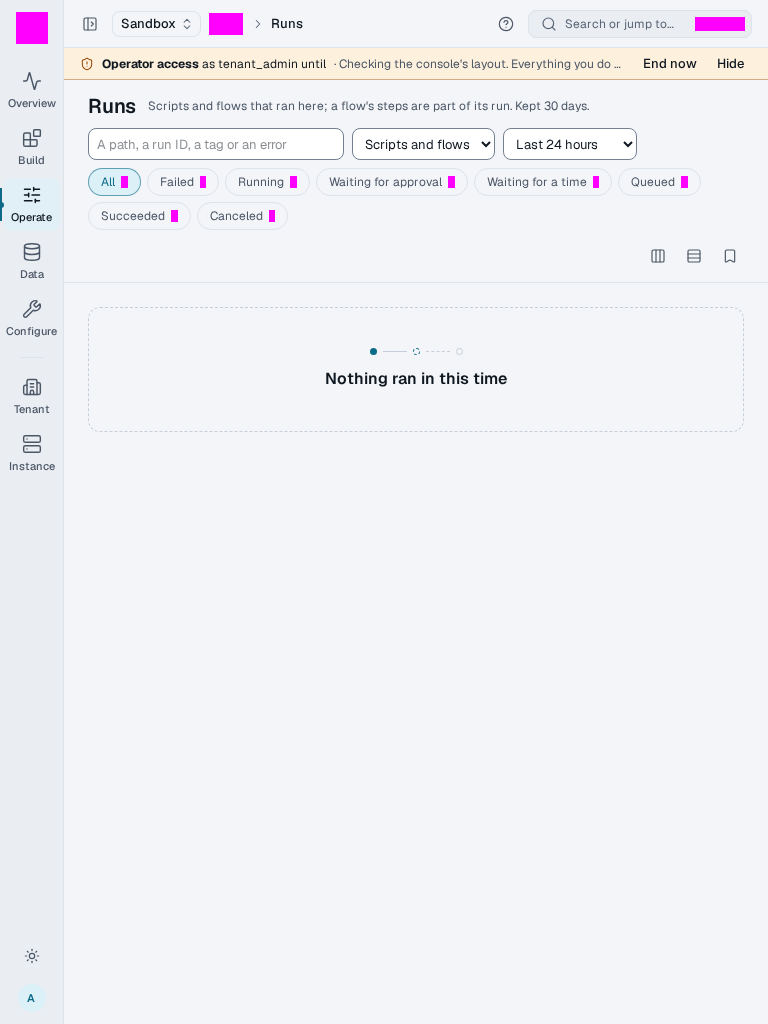 Sandbox
Runs
Search or jump to…
Operator access as tenant_admin until · Checking the console's layout. Everything you do …
End now
Hide
Overview
Build
Operate
Data
Configure
Tenant
Instance
A
Runs
Scripts and flows that ran here; a flow's steps are part of its run. Kept 30 days.
A path, a run ID, a tag or an error
Scripts and flows
Last 24 hours
All
Failed
Running
Waiting for approval
Waiting for a time
Queued
Succeeded
Canceled
Nothing ran in this time